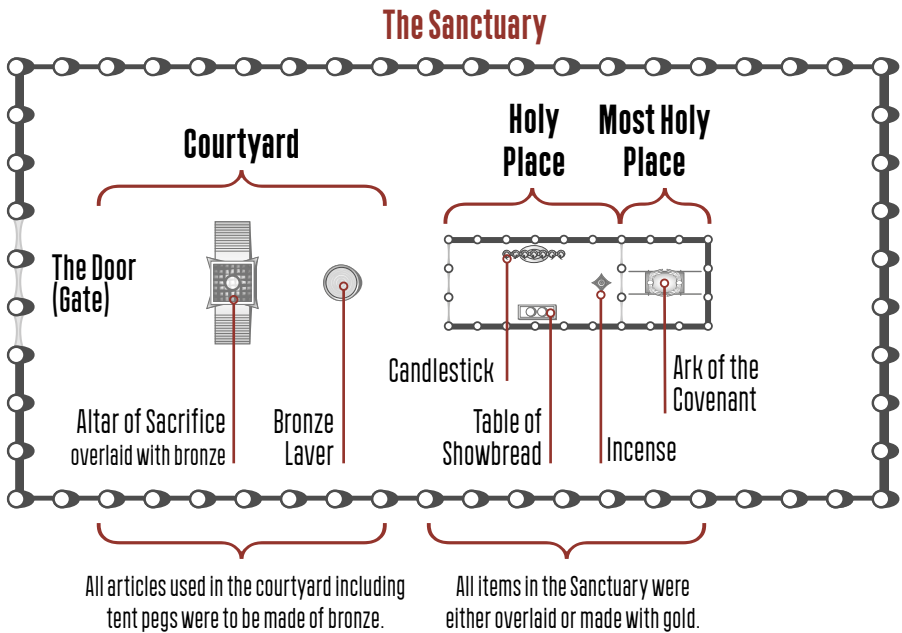 The Sanctuary
Courtyard
Holy
Place
Most Holy
Place
The Door
(Gate)
Altar of Sacrifice
overlaid with bronze
Bronze
Laver
Candlestick
Table of
Showbread
Incense
Ark of the
Covenant
All articles used in the courtyard including
tent pegs were to be made of bronze.
All items in the Sanctuary were
either overlaid or made with gold.